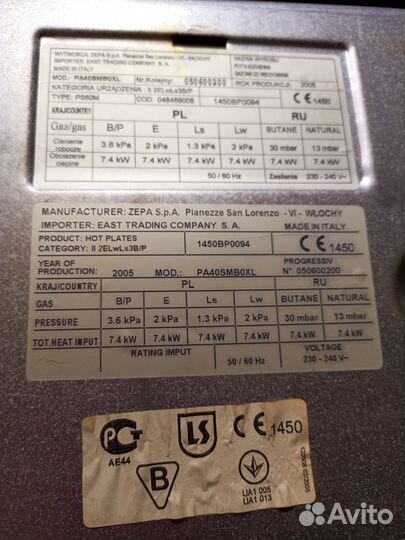 WYTWORCA: ZEPA S.p.A. Pianezze San Lorenzo - VI - WŁOCHY
IMPORTER: EAST TRADING COMPANY S. A.
MADE IN ITALY
NAZWA WYROBU
MOD.: PA40SMB0XL Nr.Kolejny: 050600200 ROK PRODUKCJI: 2005
KATEGORIA URZĄDZENIA: II 2ELwLs3B/P
TYPE: PS60M COD: 048489006 1450BP0094 CE 1450
KRAJ/COUNTRY PL RU
Gaz/gas B/P E Ls Lw BUTANE NATURAL
Cisnienie robocze 3.6 kPa 2 kPa 1.3 kPa 2 kPa 30 mbar 13 mbar
Obciazenie cieplne 7.4 kW 7.4 kW 7.4 kW 7.4 kW 7.4 kW 7.4 kW
50 / 60 Hz Zasilanie 230 - 240 V~
MANUFACTURER: ZEPA S.p.A. Pianezze San Lorenzo - VI - WŁOCHY
IMPORTER: EAST TRADING COMPANY S. A. MADE IN ITALY
PRODUCT: HOT PLATES 1450BP0094 CE 1450
CATEGORY: II 2ELwLs3B/P
YEAR OF PROGRESSIV
PRODUCTION: 2005 MOD.: PA40SMB0XL N° 050600200
KRAJ/COUNTRY PL RU
GAS B/P E Ls Lw BUTANE NATURAL
PRESSURE 3.6 kPa 2 kPa 1.3 kPa 2 kPa 30 mbar 13 mbar
TOT.HEAT INPUT 7.4 kW 7.4 kW 7.4 kW 7.4 kW 7.4 kW 7.4 kW
RATING IMPUT 50 / 60 Hz VOLTAGE
230 - 240 V~
РСТ LS CE 1450
AE44
B
UA1 005
UA1 013
Avito